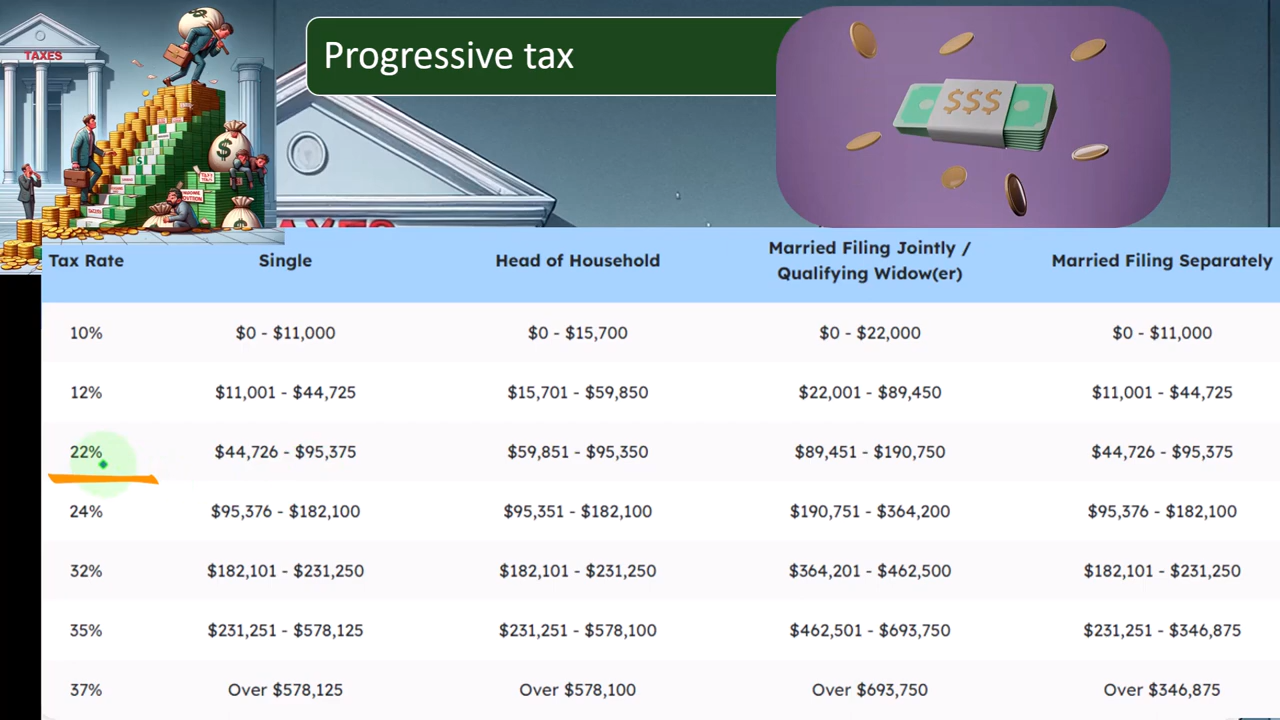 TAXES
Progressive tax
$$$
$
AXES
Tax Rate Single Head of Household Married Filing Jointly / Qualifying Widow(er) Married Filing Separately
10% $0 - $11,000 $0 - $15,700 $0 - $22,000 $0 - $11,000
12% $11,001 - $44,725 $15,701 - $59,850 $22,001 - $89,450 $11,001 - $44,725
22% $44,726 - $95,375 $59,851 - $95,350 $89,451 - $190,750 $44,726 - $95,375
24% $95,376 - $182,100 $95,351 - $182,100 $190,751 - $364,200 $95,376 - $182,100
32% $182,101 - $231,250 $182,101 - $231,250 $364,201 - $462,500 $182,101 - $231,250
35% $231,251 - $578,125 $231,251 - $578,100 $462,501 - $693,750 $231,251 - $346,875
37% Over $578,125 Over $578,100 Over $693,750 Over $346,875